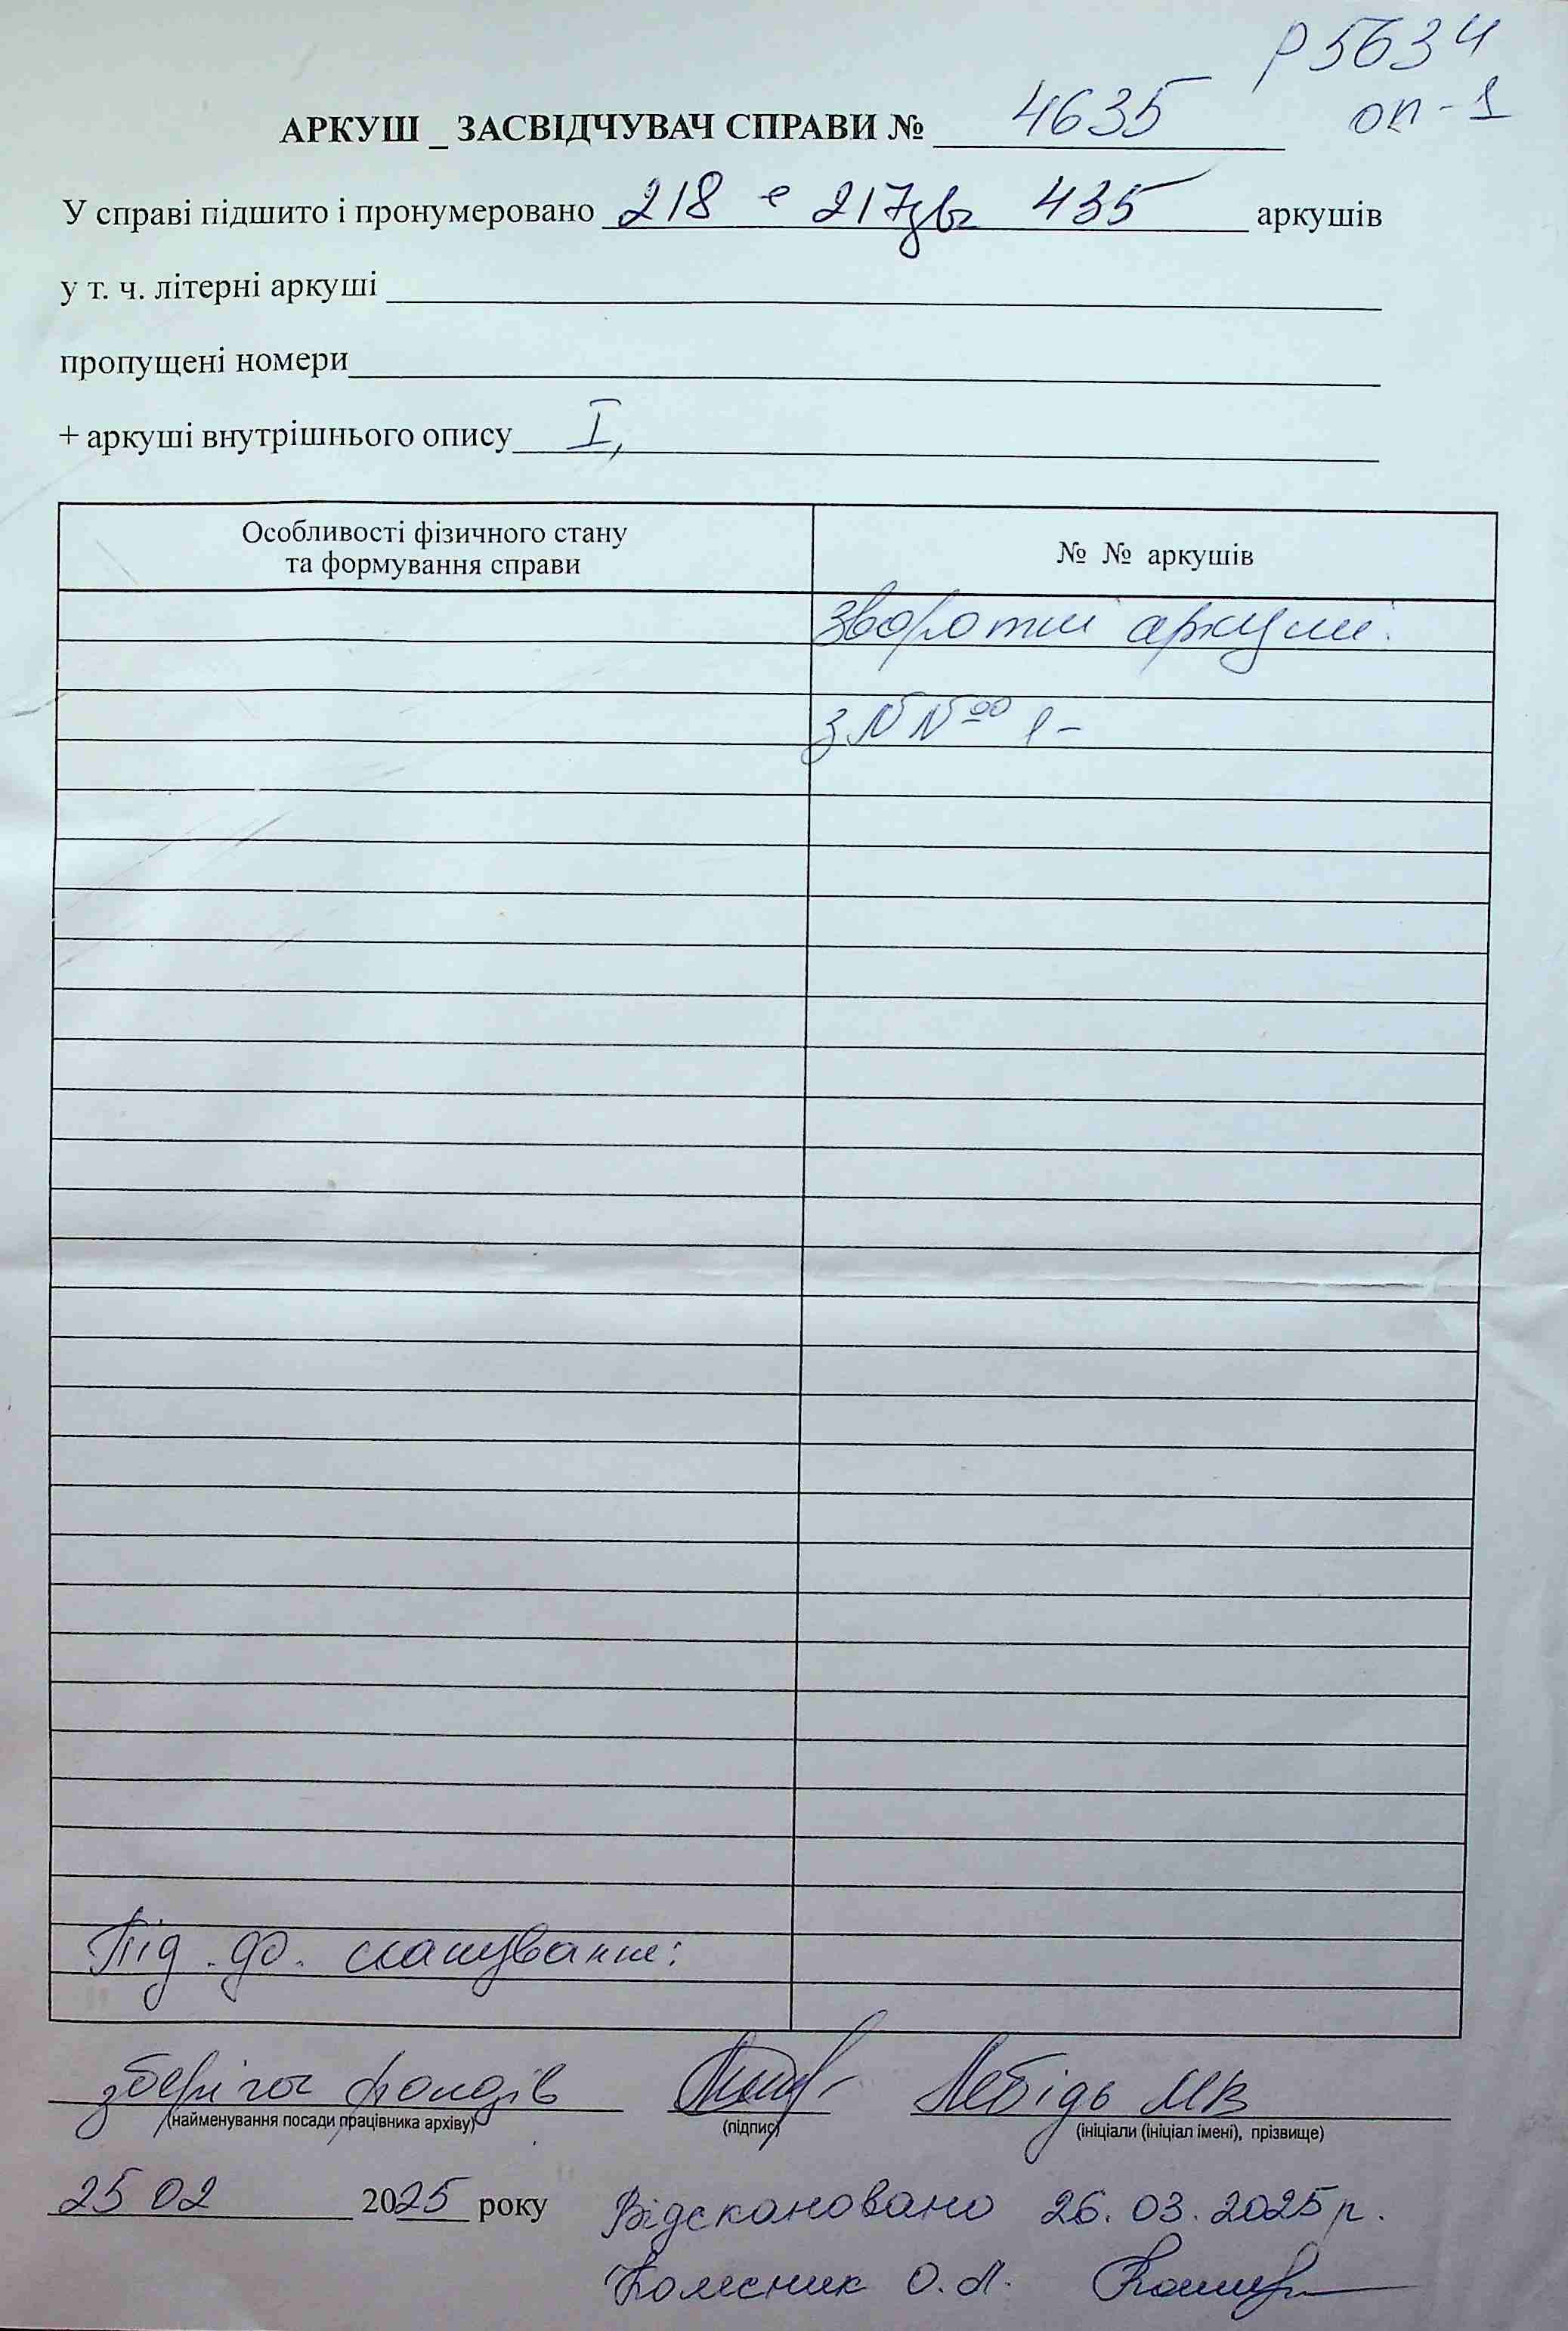 Р5634
оп-1
АРКУШ _ ЗАСВІДЧУВАЧ СПРАВИ № 4635
У справі підшито і пронумеровано 218 + 217зв 435 аркушів
у т. ч. літерні аркуші
пропущені номери
+ аркуші внутрішнього опису І,
Особливості фізичного стану
та формування справи
№ № аркушів
Зворотні аркуші:
з №№ 1-
Під. до. сканування:
зберігач фондів Лебідь МВ
(найменування посади працівника архіву) (підпис) (ініціали (ініціал імені), прізвище)
25 02 2025 року Відскановано 26.03.2025р.
Колесник О.Л.